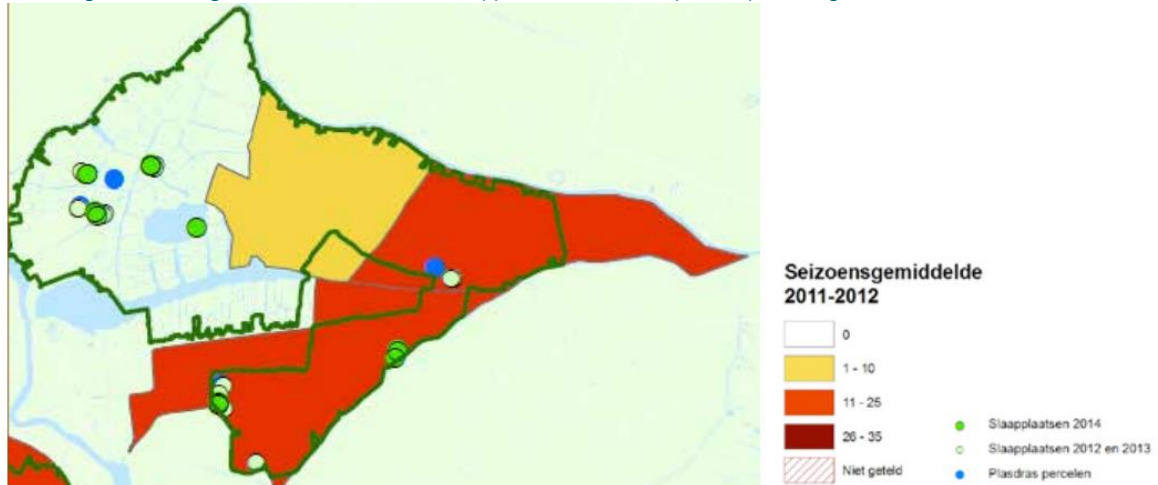 Seizoensgemiddelde
2011-2012
0
1 - 10
11 - 25
26 - 35
Niet geteld
Slaapplaatsen 2014
Slaapplaatsen 2012 en 2013
Plasdras percelen